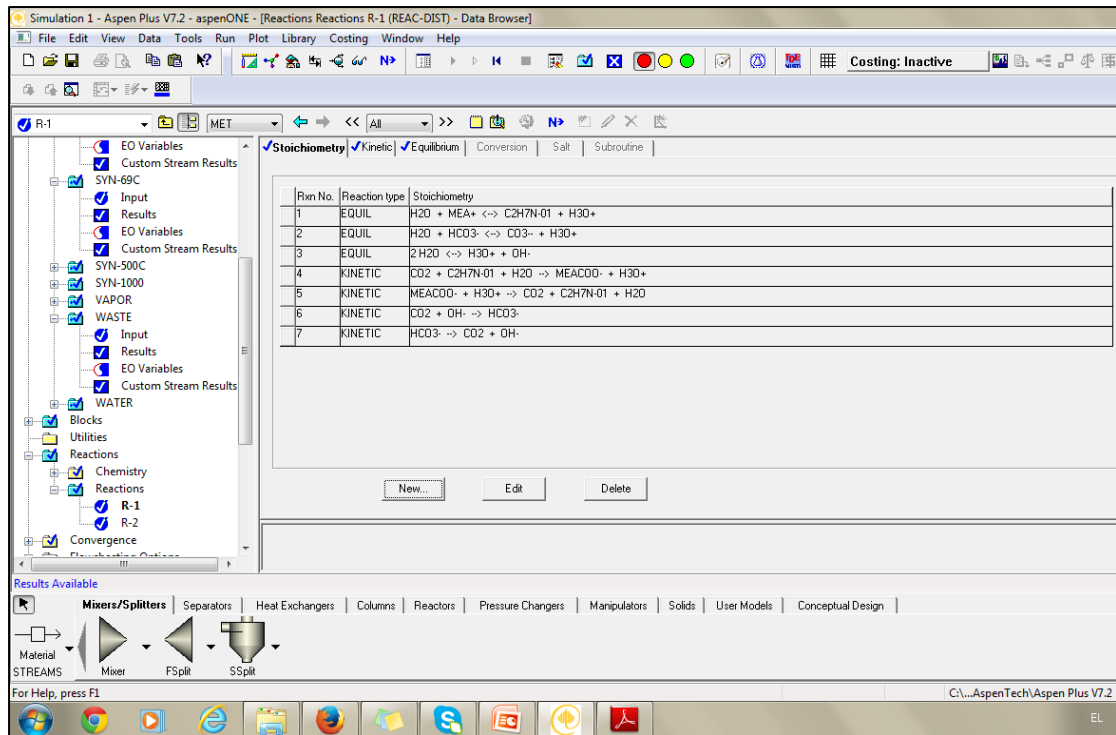 Simulation 1 - Aspen Plus V7.2 - aspenONE - [Reactions Reactions R-1 (REAC-DIST) - Data Browser]
File Edit View Data Tools Run Plot Library Costing Window Help
N> Costing: Inactive
R-1 MET << All >> N>
EO Variables
Custom Stream Results
SYN-69C
Input
Results
EO Variables
Custom Stream Results
SYN-500C
SYN-1000
VAPOR
WASTE
Input
Results
EO Variables
Custom Stream Results
WATER
Blocks
Utilities
Reactions
Chemistry
Reactions
R-1
R-2
Convergence
Flowsheeting Options
Stoichiometry Kinetic Equilibrium Conversion Salt Subroutine
Rxn No. Reaction type Stoichiometry
1 EQUIL H2O + MEA+ <--> C2H7N-01 + H3O+
2 EQUIL H2O + HCO3- <--> CO3-- + H3O+
3 EQUIL 2 H2O <--> H3O+ + OH-
4 KINETIC CO2 + C2H7N-01 + H2O --> MEACOO- + H3O+
5 KINETIC MEACOO- + H3O+ --> CO2 + C2H7N-01 + H2O
6 KINETIC CO2 + OH- --> HCO3-
7 KINETIC HCO3- --> CO2 + OH-
New... Edit Delete
Results Available
Mixers/Splitters Separators Heat Exchangers Columns Reactors Pressure Changers Manipulators Solids User Models Conceptual Design
Material
STREAMS Mixer FSplit SSplit
For Help, press F1 C:\...AspenTech\Aspen Plus V7.2
EL